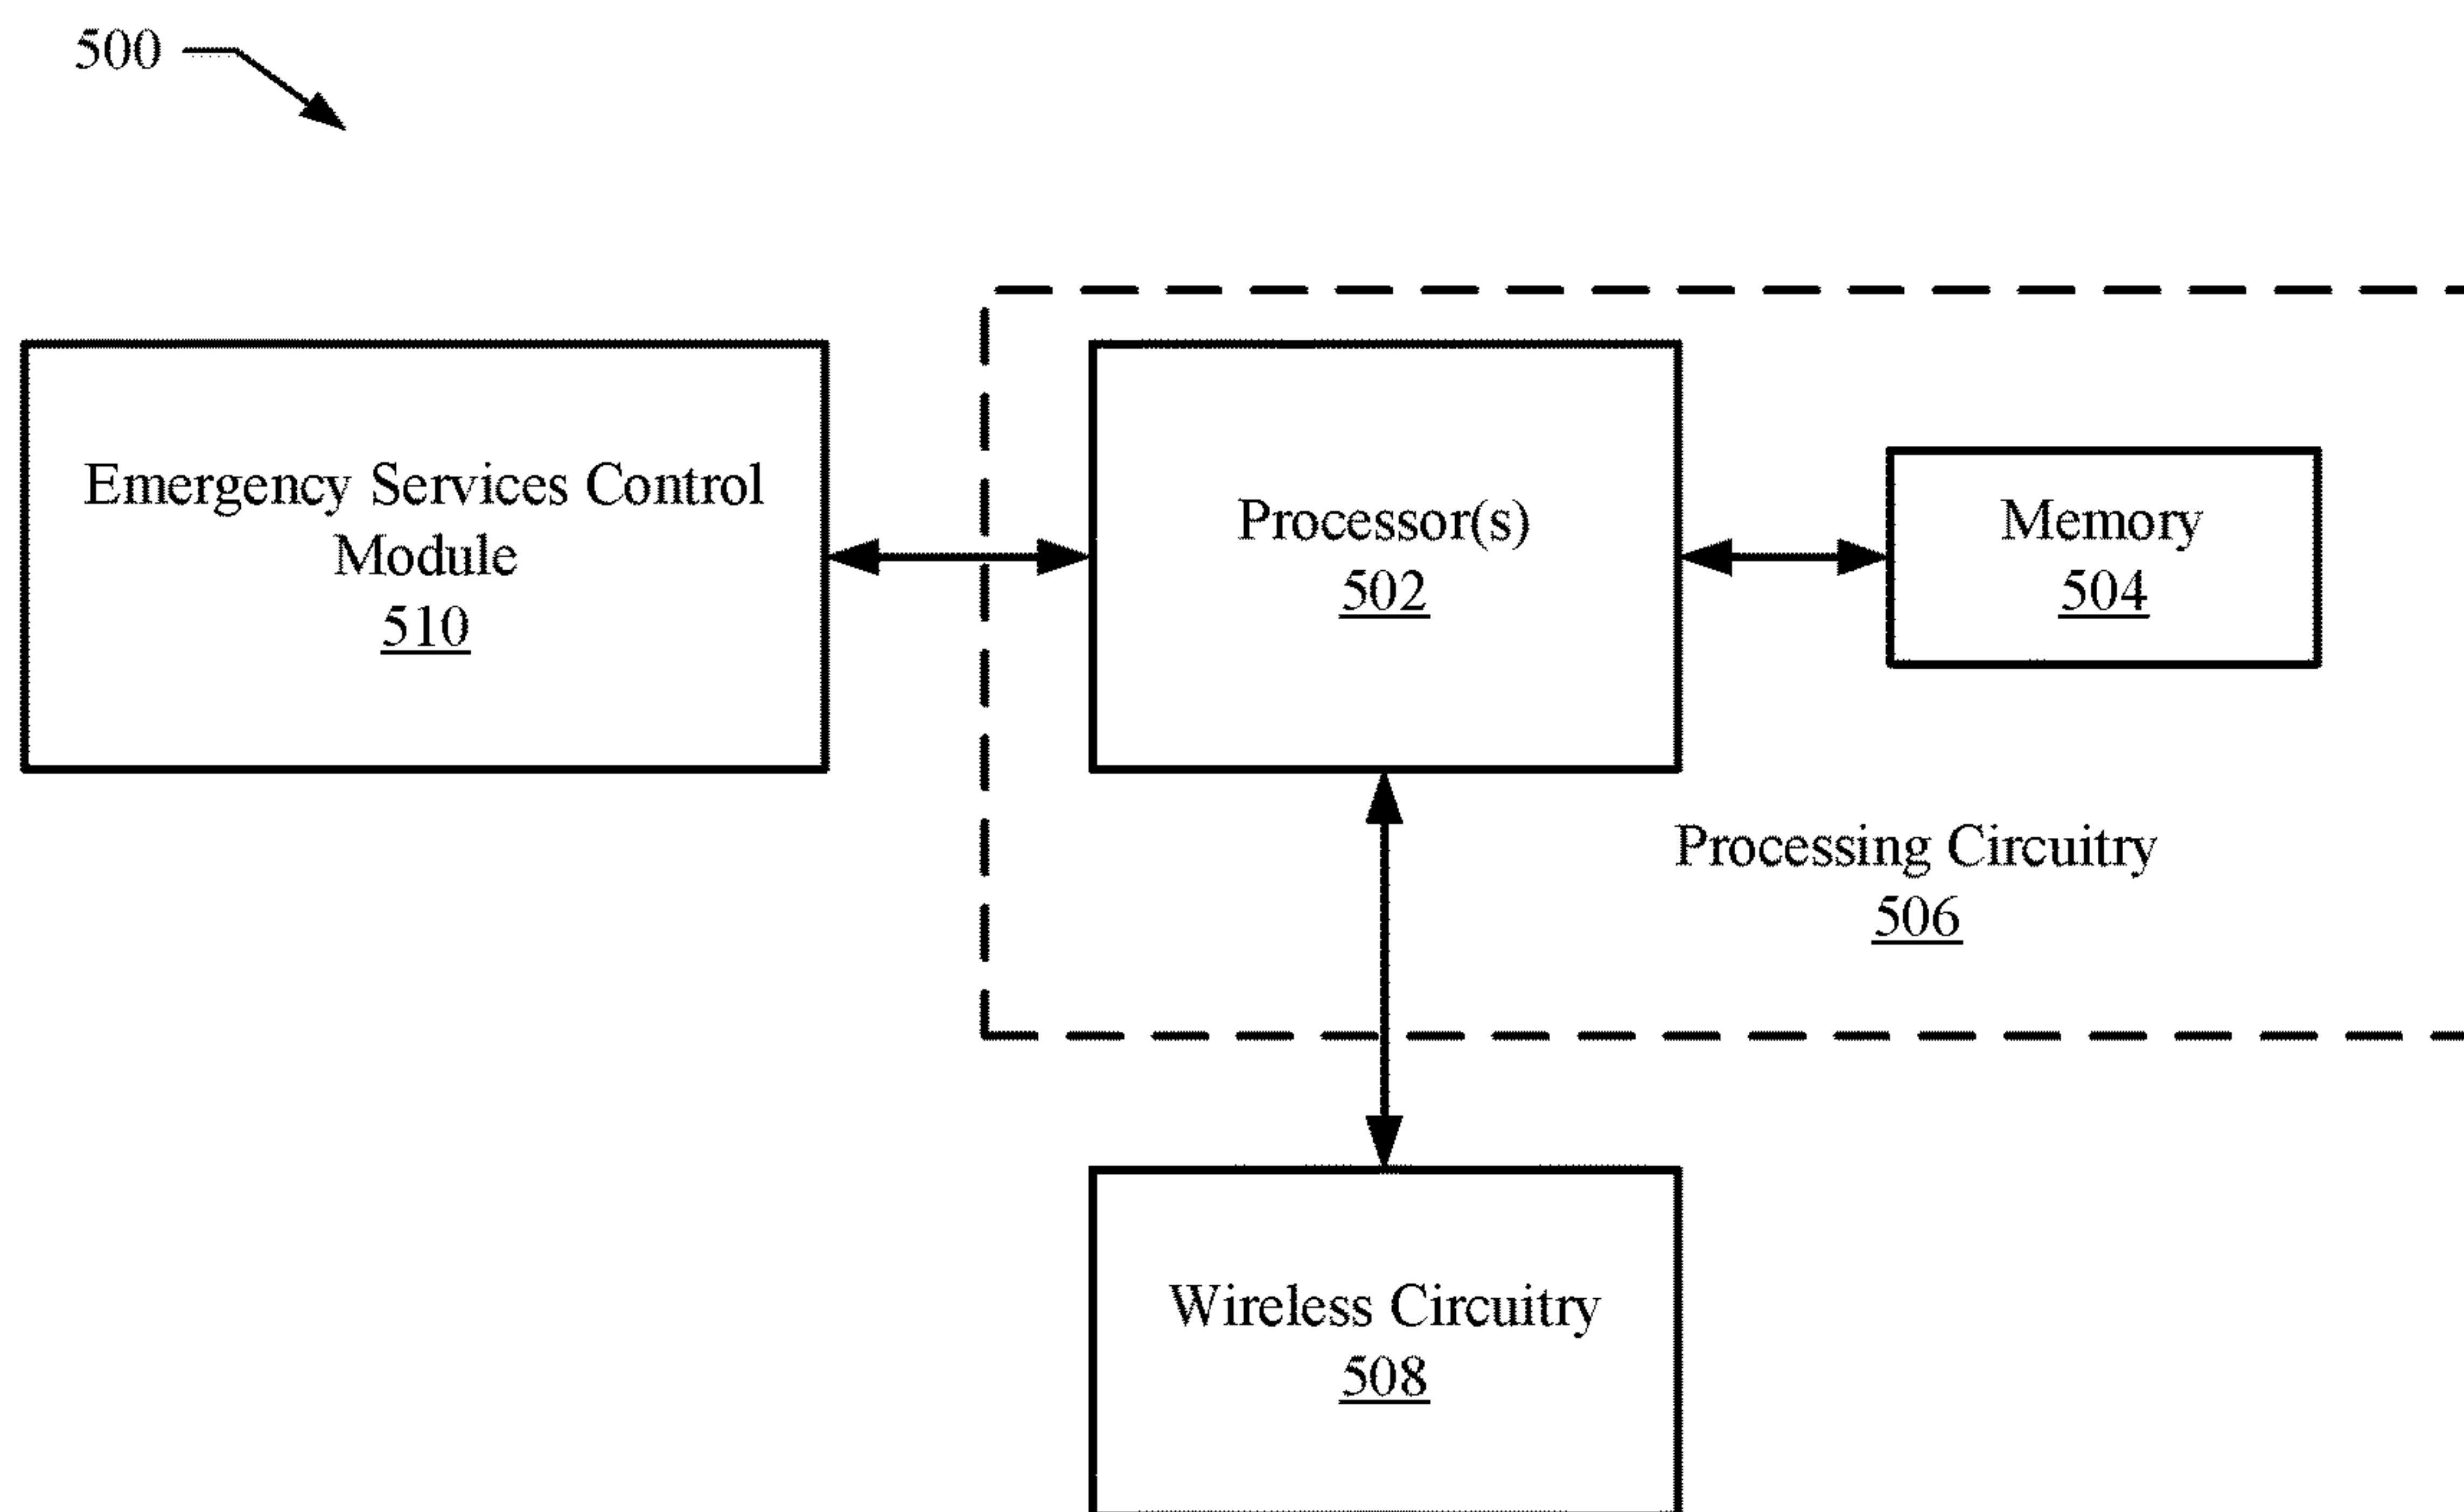 500
Emergency Services Control
Module
510
Processor(s)
502
Memory
504
Processing Circuitry
506
Wireless Circuitry
508